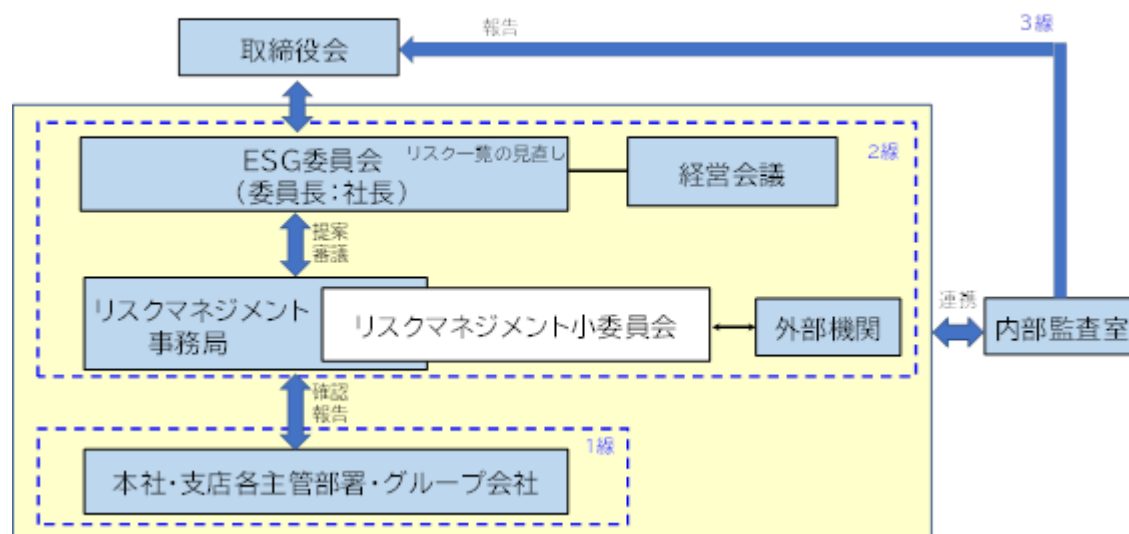 取締役会
報告
3線
ESG委員会
(委員長:社長)
リスク一覧の見直し
経営会議
2線
提案
審議
リスクマネジメント
事務局
リスクマネジメント小委員会
外部機関
連携
内部監査室
確認
報告
1線
本社・支店各主管部署・グループ会社